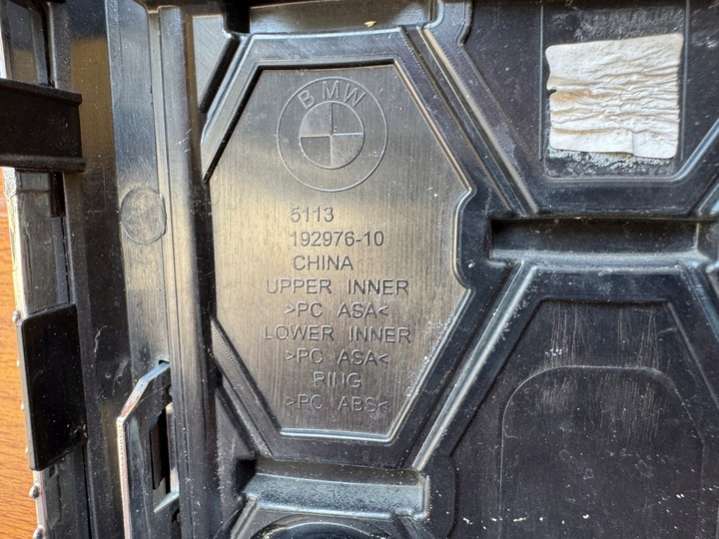 BMW
5113
192976-10
CHINA
UPPER INNER
>PC ASA<
LOWER INNER
>PC ASA<
RING
>PC ABS<